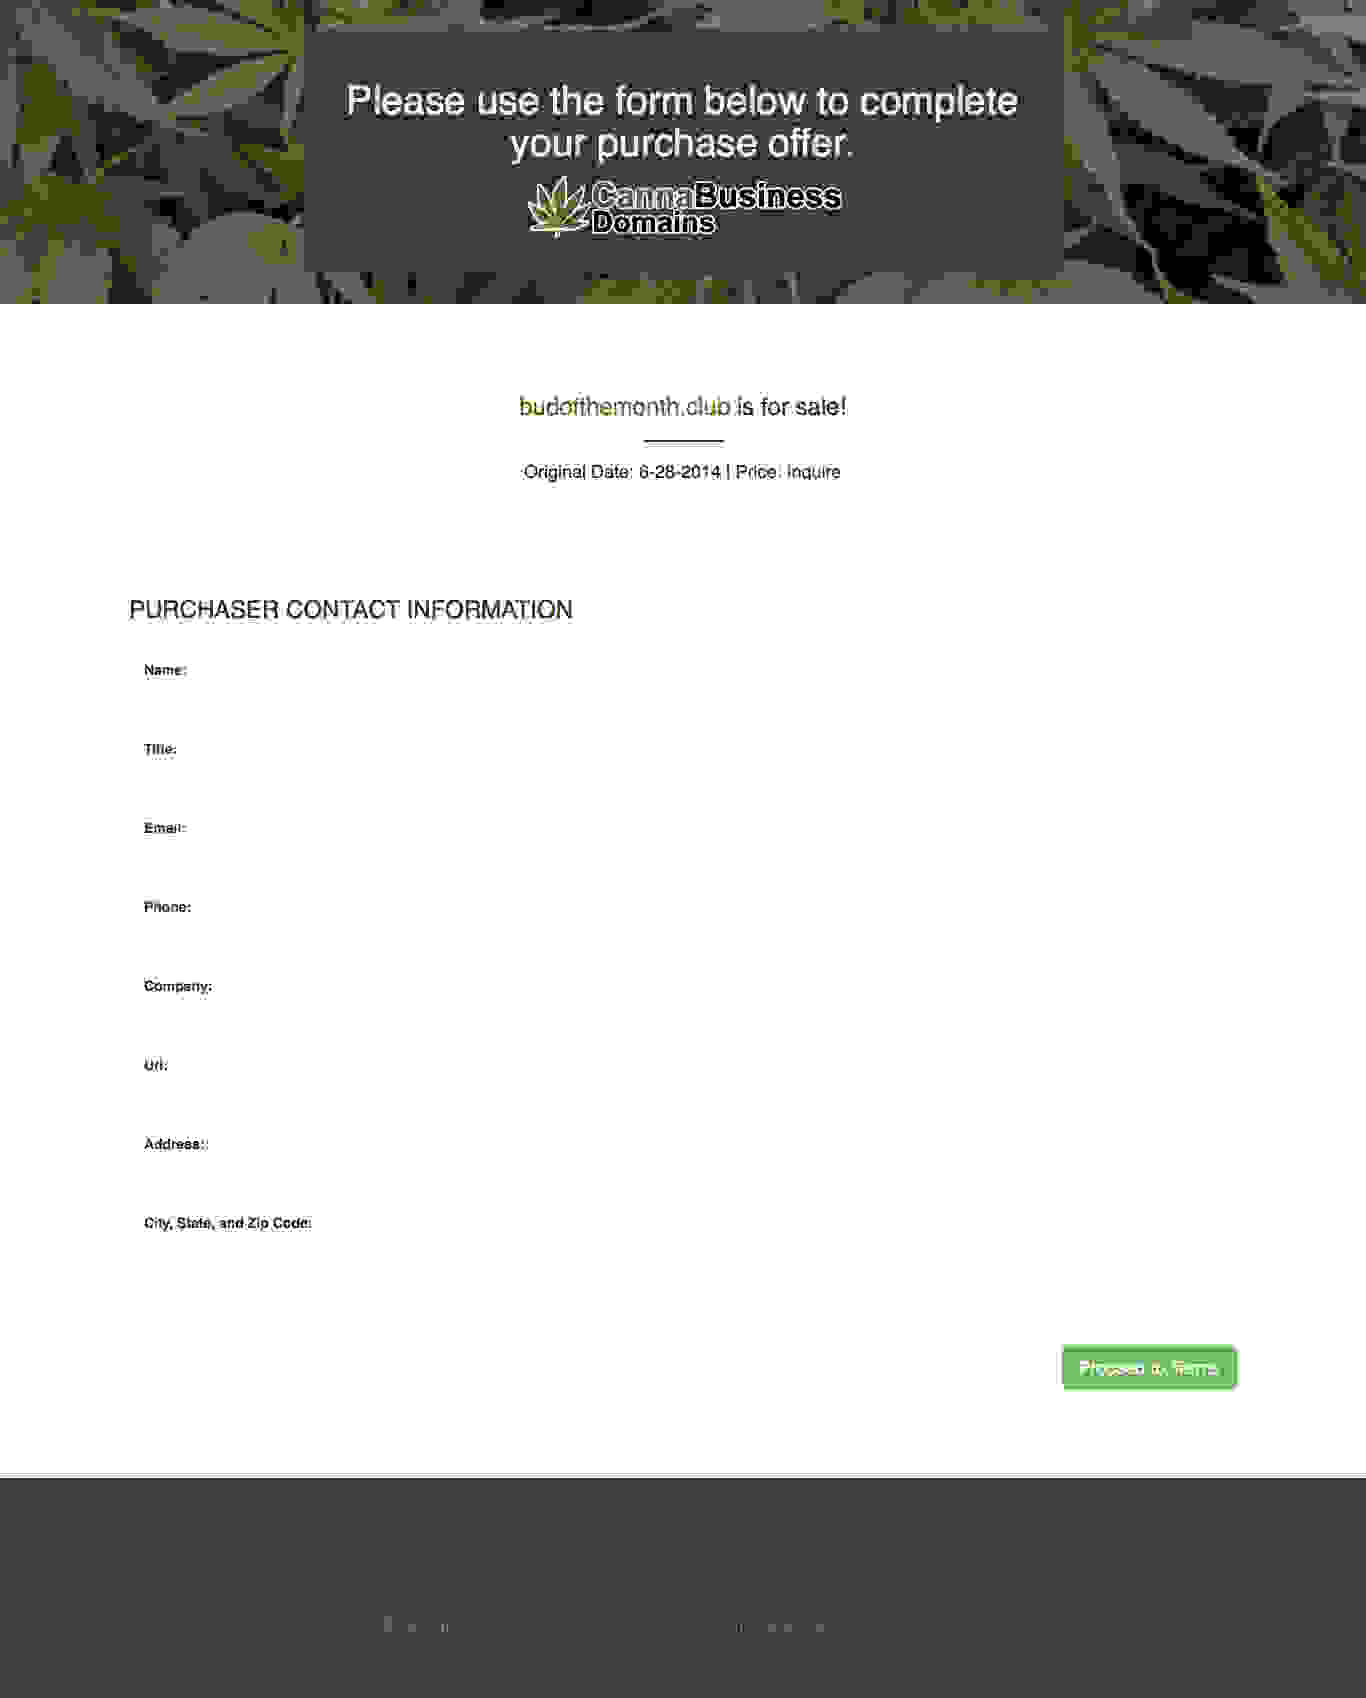 Please use the form below to complete
your purchase offer.
CannaBusiness
Domains
budofthemonth.club is for sale!
Original Date: 6-28-2014 | Price: Inquire
PURCHASER CONTACT INFORMATION
Name:
Title:
Email:
Phone:
Company:
Url:
Address::
City, State, and Zip Code:
Proceed to Terms